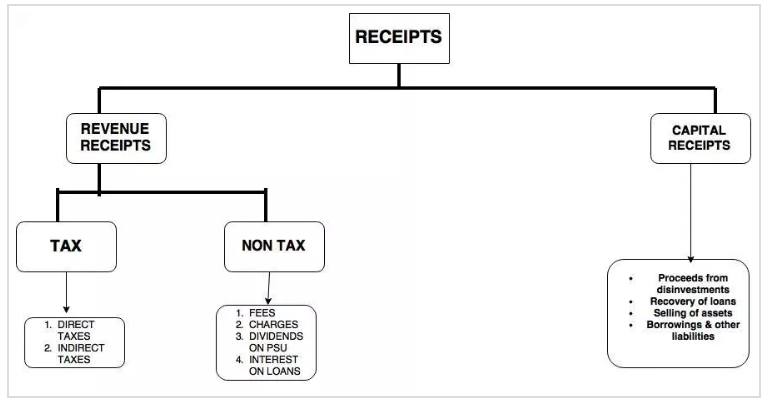 RECEIPTS
REVENUE
RECEIPTS
CAPITAL
RECEIPTS
TAX
NON TAX
1. DIRECT
TAXES
2. INDIRECT
TAXES
1. FEES
2. CHARGES
3. DIVIDENDS
ON PSU
4. INTEREST
ON LOANS
• Proceeds from
disinvestments
• Recovery of loans
• Selling of assets
• Borrowings & other
liabilities